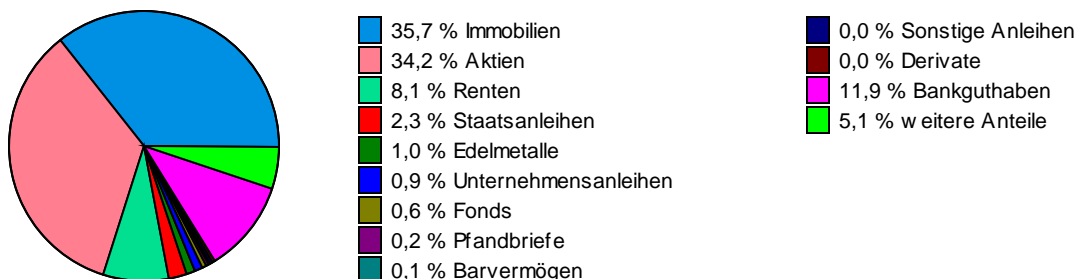 35,7 % Immobilien
34,2 % Aktien
8,1 % Renten
2,3 % Staatsanleihen
1,0 % Edelmetalle
0,9 % Unternehmensanleihen
0,6 % Fonds
0,2 % Pfandbriefe
0,1 % Barvermögen
0,0 % Sonstige Anleihen
0,0 % Derivate
11,9 % Bankguthaben
5,1 % weitere Anteile